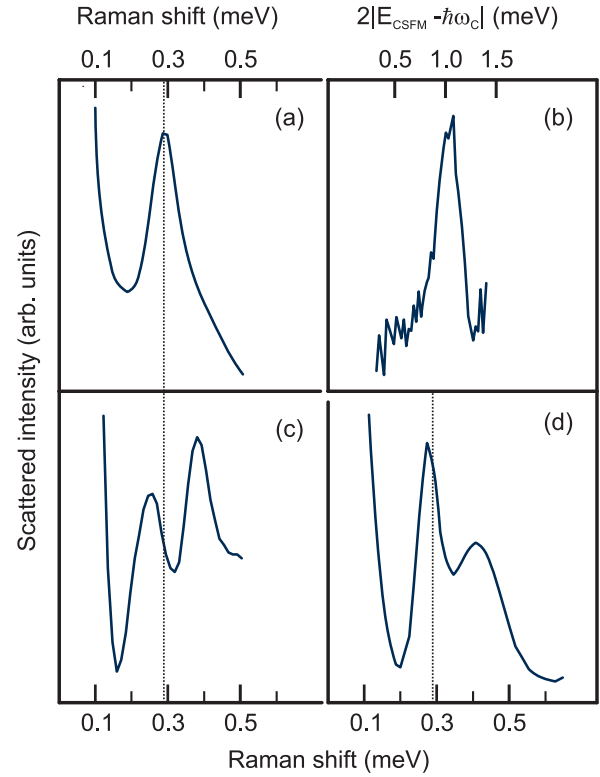 Raman shift (meV)
2|E_CSFM - ħω_C| (meV)
0.1 0.3 0.5
0.5 1.0 1.5
(a)
(b)
Scattered intensity (arb. units)
(c)
(d)
0.1 0.3 0.5
0.1 0.3 0.5
Raman shift (meV)